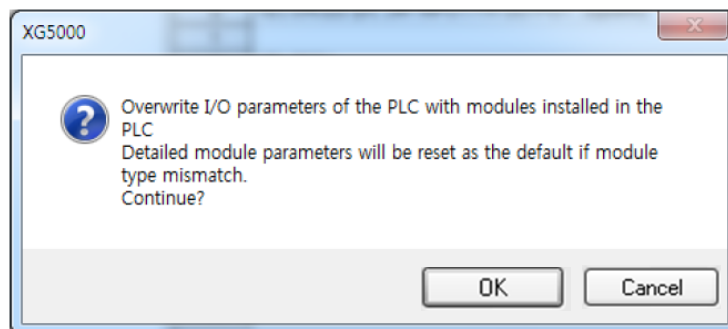 XG5000
Overwrite I/O parameters of the PLC with modules installed in the
PLC
Detailed module parameters will be reset as the default if module
type mismatch.
Continue?
OK
Cancel